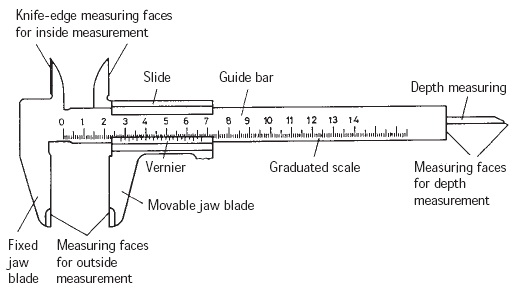 Knife-edge measuring faces
for inside measurement
Slide
Guide bar
Depth measuring
0 1 2 3 4 5 6 7 8 9 10 11 12 13 14
Vernier
Graduated scale
Measuring faces
for depth
measurement
Movable jaw blade
Fixed
jaw
blade
Measuring faces
for outside
measurement